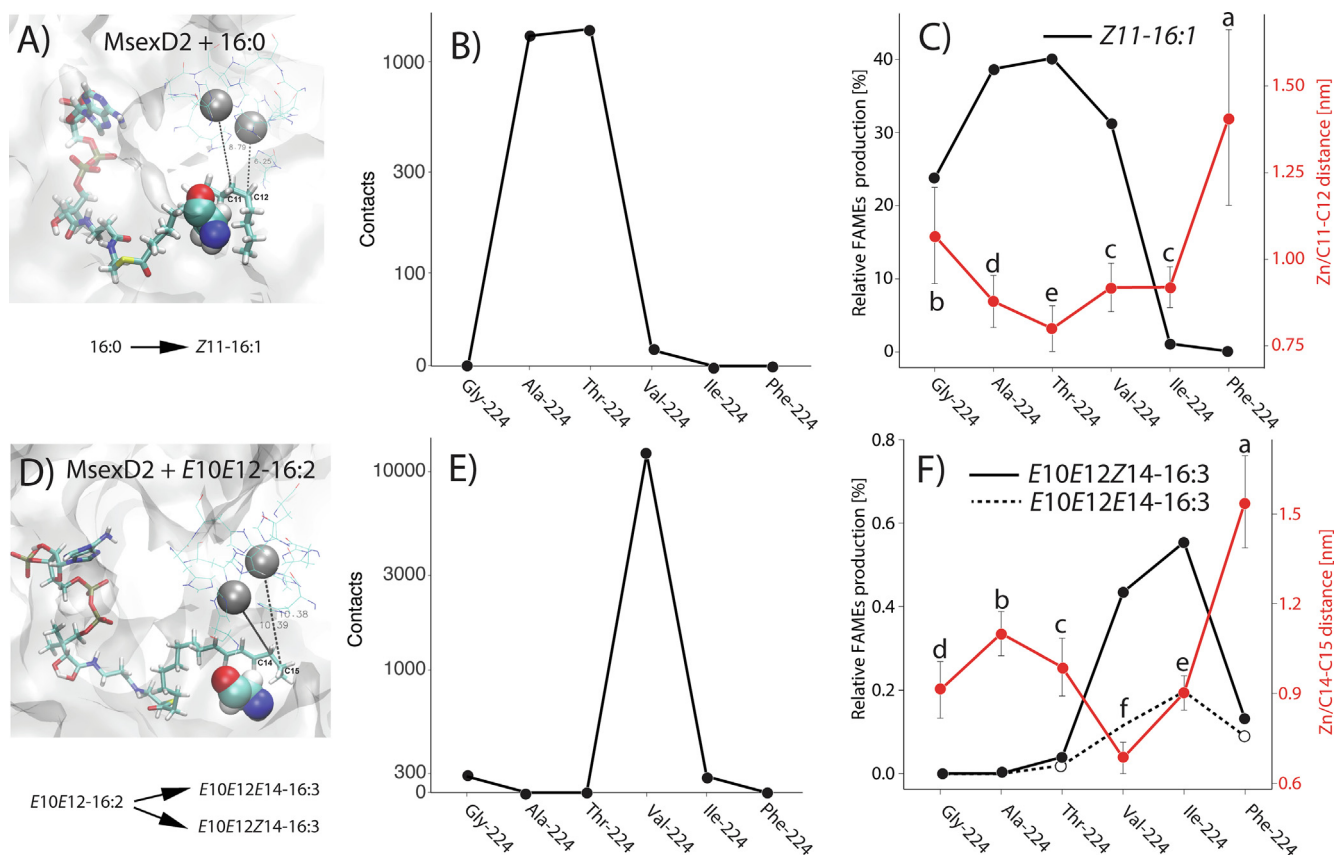 A) MsexD2 + 16:0
8.79
6.25
C11 C12
16:0 Z11-16:1
B)
Contacts
1000
300
100
0
Gly-224 Ala-224 Thr-224 Val-224 Ile-224 Phe-224
C)
Z11-16:1
Relative FAMEs production [%]
40
30
20
10
0
b d e c c a
Zn/C11-C12 distance [nm]
1.50
1.25
1.00
0.75
Gly-224 Ala-224 Thr-224 Val-224 Ile-224 Phe-224
D) MsexD2 + E10E12-16:2
10.38
10.39
C14 C15
E10E12-16:2
E10E12E14-16:3
E10E12Z14-16:3
E)
Contacts
10000
3000
1000
300
0
Gly-224 Ala-224 Thr-224 Val-224 Ile-224 Phe-224
F)
E10E12Z14-16:3
E10E12E14-16:3
Relative FAMEs production [%]
0.8
0.6
0.4
0.2
0.0
d b c f e a
Zn/C14-C15 distance [nm]
1.5
1.2
0.9
0.6
Gly-224 Ala-224 Thr-224 Val-224 Ile-224 Phe-224